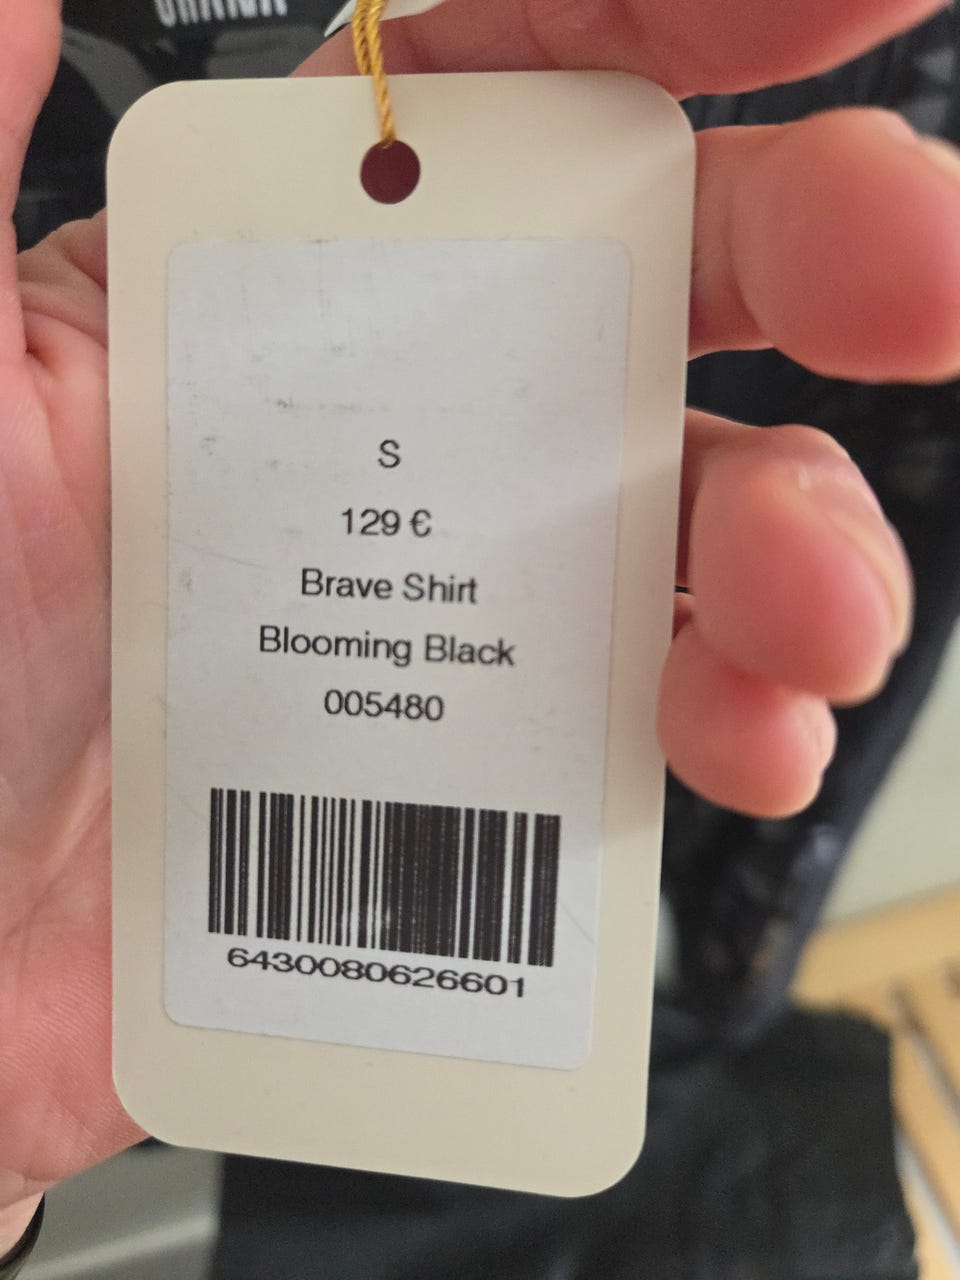 S
129 €
Brave Shirt
Blooming Black
005480
6430080626601